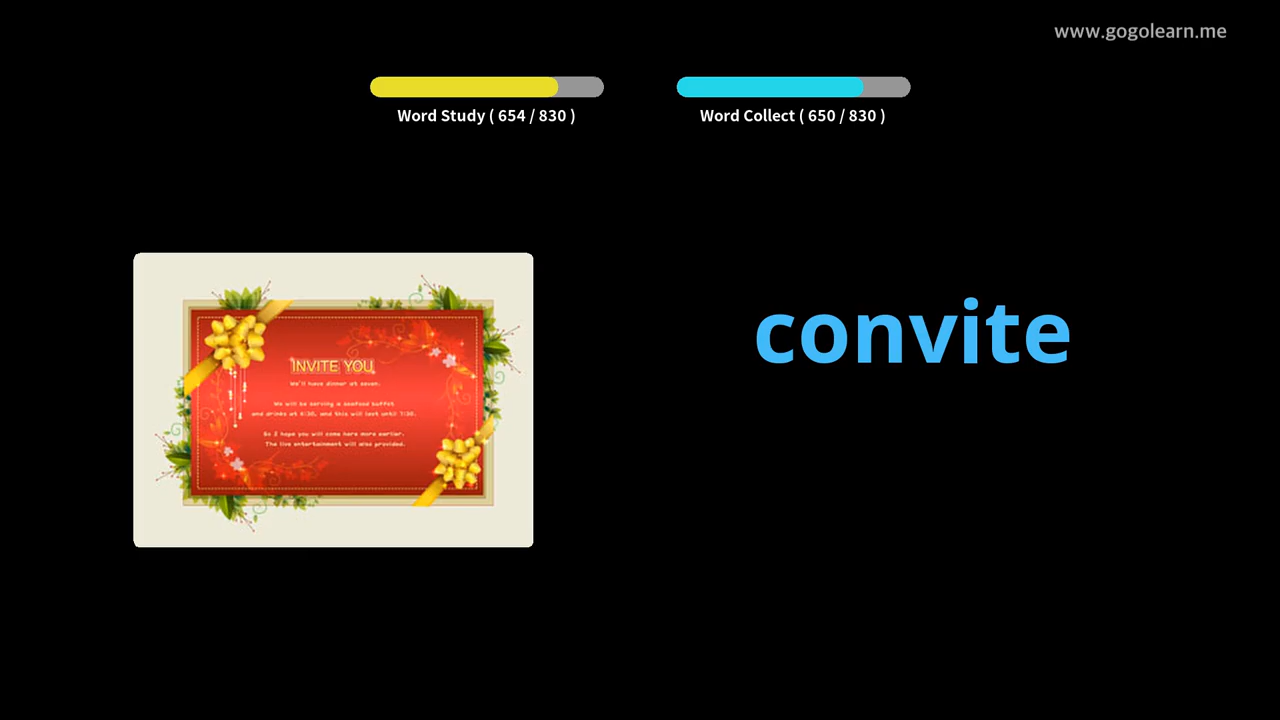 www.gogolearn.me
Word Study ( 654 / 830 )
Word Collect ( 650 / 830 )
convite
INVITE YOU
We'll have dinner at seven.
We will be serving a seafood buffet
and drinks at 6:30, and this will last until 7:30.
So I hope you will come here more earlier.
The live entertainment will also provided.